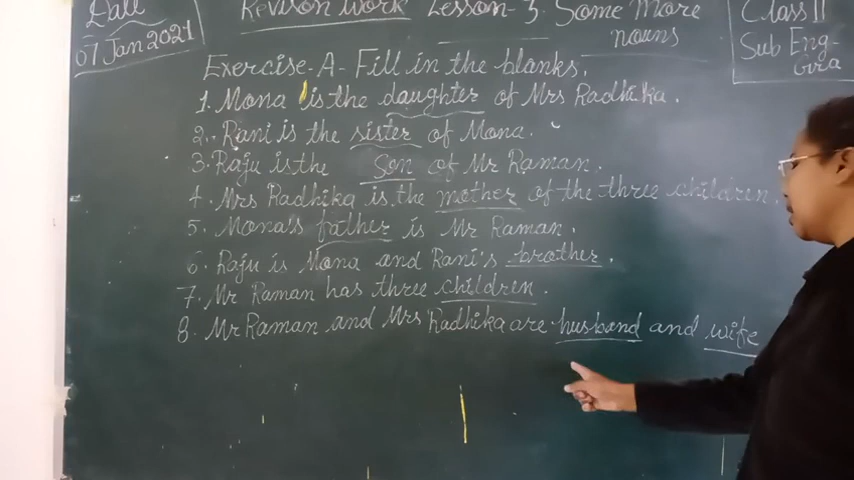 07 Jan 2021
Revison Work Lesson-3. Some More nouns
Class II
Sub Eng-
Exercise-A-Fill in the blanks.
1. Mona is the daughter of Mrs Radhika.
2. Rani is the sister of Mona.
3. Raju is the Son of Mr Raman.
4. Mrs Radhika is the mother of the three children.
5. Mona's father is Mr Raman.
6. Raju is Mona and Rani's brother.
7. Mr Raman has three children.
8. Mr Raman and Mrs Radhika are husband and wife